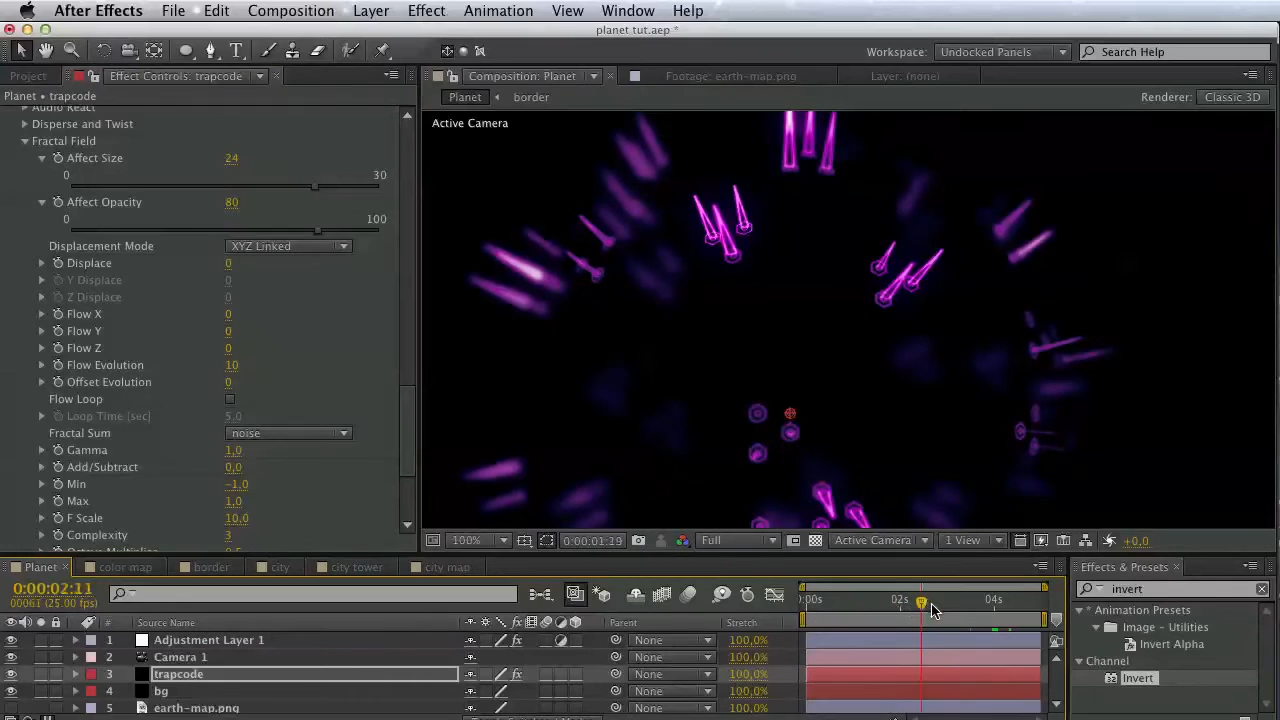 After Effects File Edit Composition Layer Effect Animation View Window Help
planet tut.aep *
Workspace: Undocked Panels Search Help
Project Effect Controls: trapcode Composition: Planet Footage: earth-map.png Layer: (none)
Planet • trapcode Planet border Renderer: Classic 3D
Audio React
Disperse and Twist Active Camera
Fractal Field
Affect Size 24
0 30
Affect Opacity 80
0 100
Displacement Mode XYZ Linked
Displace 0
Y Displace 0
Z Displace 0
Flow X 0
Flow Y 0
Flow Z 0
Flow Evolution 10
Offset Evolution 0
Flow Loop
Loop Time [sec] 5,0
Fractal Sum noise
Gamma 1,0
Add/Subtract 0,0
Min -1,0
Max 1,0
F Scale 10,0
Complexity 3
Octave Multiplier 0,5
100% 0:00:01:19 Full Active Camera 1 View +0,0
Planet color map border city city tower city map Effects & Presets
0:00:02:11
00061 (25.00 fps) :00s 02s 04s invert
# Source Name Parent Stretch * Animation Presets
1 Adjustment Layer 1 None 100,0% Image - Utilities
2 Camera 1 None 100,0% Invert Alpha
3 trapcode None 100,0% Channel
4 bg None 100,0% Invert
5 earth-map.png None 100,0%